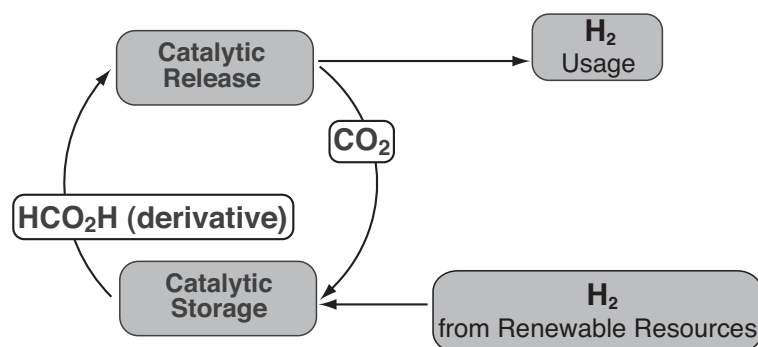 Catalytic
Release
H₂
Usage
CO₂
HCO₂H (derivative)
Catalytic
Storage
H₂
from Renewable Resources